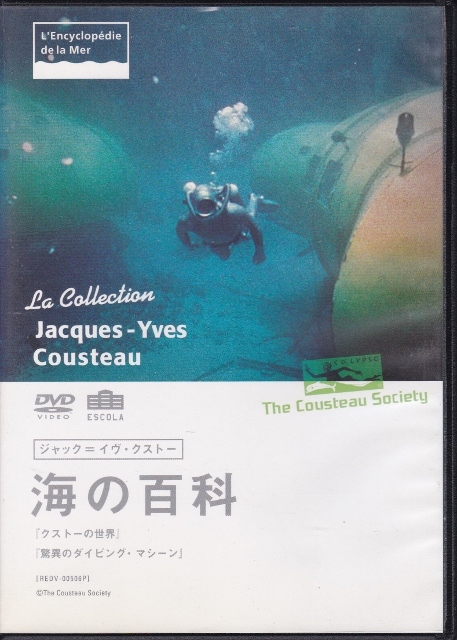 L'Encyclopédie
de la Mer
La Collection
Jacques-Yves
Cousteau
CALYPSO
The Cousteau Society
DVD
VIDEO
ESCOLA
ジャック＝イヴ・クストー
海の百科
『クストーの世界』
『驚異のダイビング・マシーン』
[REDV-00506P]
©The Cousteau Society